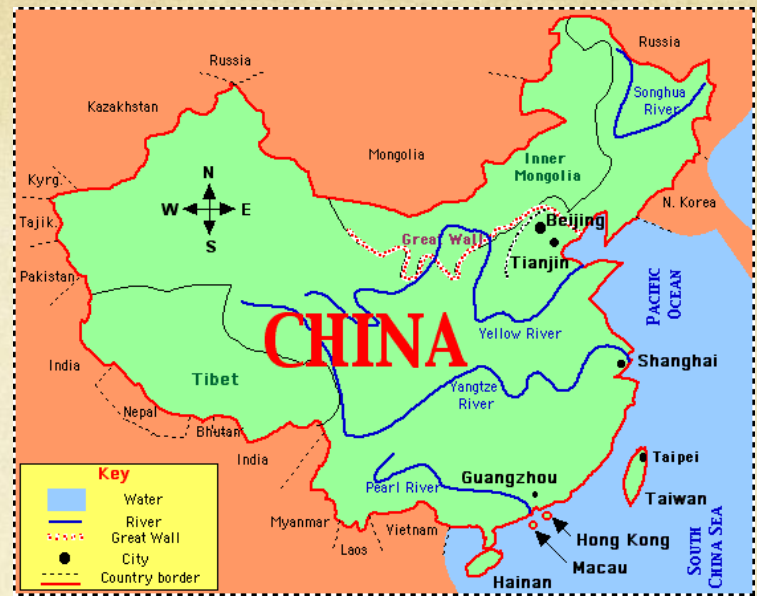 Russia
Russia
Kazakhstan
Songhua
River
Mongolia
Inner
Mongolia
Kyrg.
N
W
E
S
N. Korea
Tajik.
Beijing
Great Wall
Tianjin
Pakistan
PACIFIC
OCEAN
CHINA
Yellow River
Shanghai
India
Tibet
Yangtze
River
Nepal
Bhutan
India
Taipei
Key
Guangzhou
Pearl River
Taiwan
Water
River
Great Wall
City
Country border
Myanmar
Laos
Vietnam
Hong Kong
Macau
Hainan
SOUTH
CHINA SEA